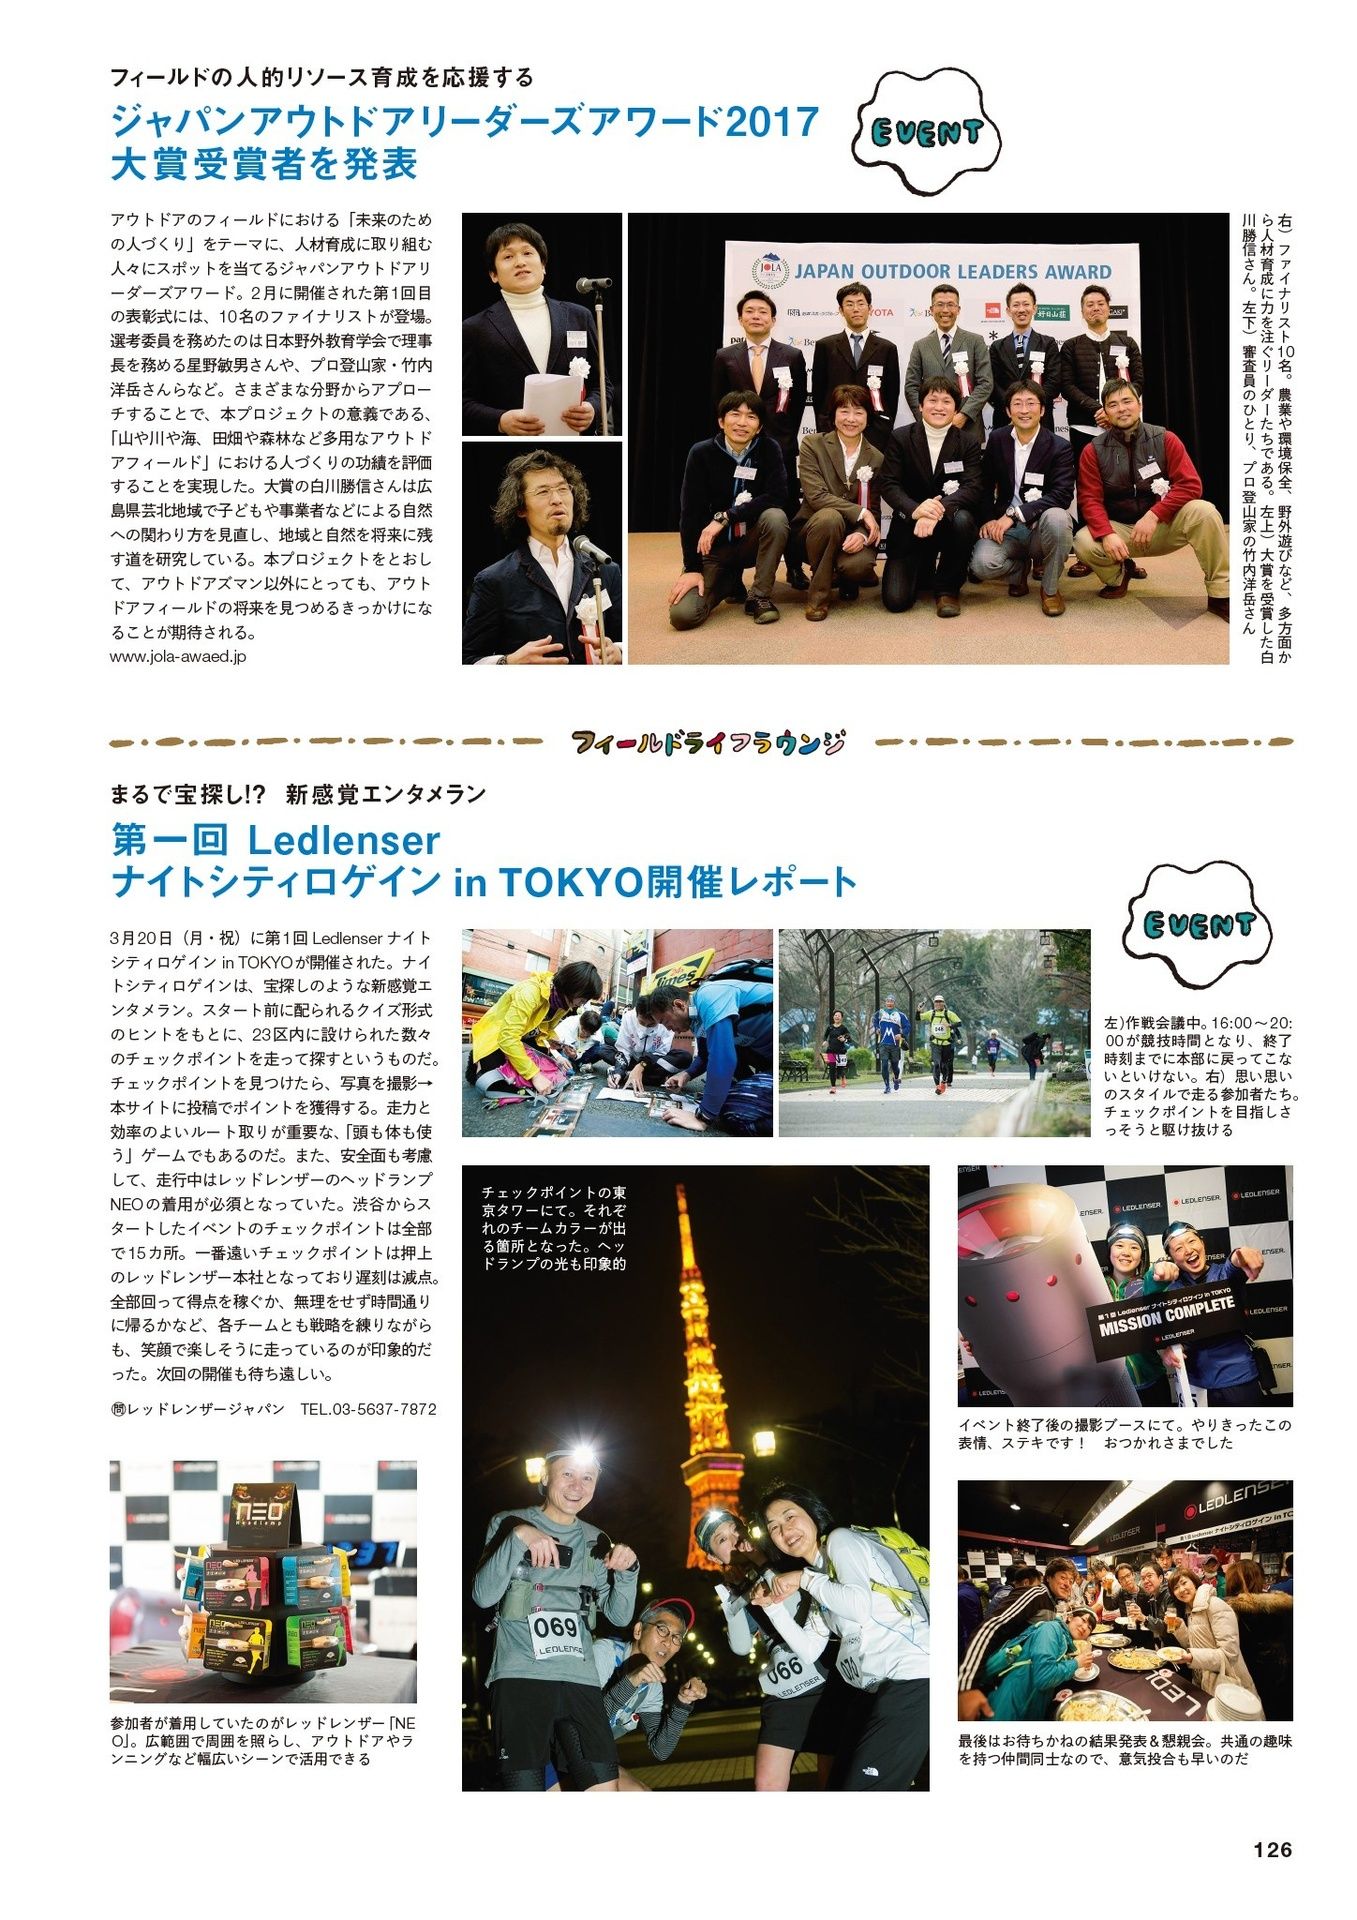 フィールドの人的リソース育成を応援する
ジャパンアウトドアリーダーズアワード2017
大賞受賞者を発表
EVENT
アウトドアのフィールドにおける「未来のため
の人づくり」をテーマに、人材育成に取り組む
人々にスポットを当てるジャパンアウトドアリ
ーダーズアワード。2月に開催された第1回目
の表彰式には、10名のファイナリストが登場。
選考委員を務めたのは日本野外教育学会で理事
長を務める星野敏男さんや、プロ登山家・竹内
洋岳さんらなど。さまざまな分野からアプロー
チすることで、本プロジェクトの意義である、
「山や川や海、田畑や森林など多用なアウトド
アフィールド」における人づくりの功績を評価
することを実現した。大賞の白川勝信さんは広
島県芸北地域で子どもや事業者などによる自然
への関わり方を見直し、地域と自然を将来に残
す道を研究している。本プロジェクトをとおし
て、アウトドアズマン以外にとっても、アウト
ドアフィールドの将来を見つめるきっかけにな
ることが期待される。
www.jola-awaed.jp
JOLA
JAPAN OUTDOOR LEADERS AWARD
好日山荘
右）ファイナリスト10名。農業や環境保全、野外遊びなど、多方面か
ら人材育成に力を注ぐリーダーたちである。左上）大賞を受賞した白
川勝信さん。左下）審査員のひとり、プロ登山家の竹内洋岳さん
フィールドライフラウンジ
まるで宝探し!?　新感覚エンタメラン
第一回 Ledlenser
ナイトシティロゲイン in TOKYO開催レポート
EVENT
3月20日（月・祝）に第1回 Ledlenser ナイト
シティロゲイン in TOKYOが開催された。ナイ
トシティロゲインは、宝探しのような新感覚エ
ンタメラン。スタート前に配られるクイズ形式
のヒントをもとに、23区内に設けられた数々
のチェックポイントを走って探すというものだ。
チェックポイントを見つけたら、写真を撮影→
本サイトに投稿でポイントを獲得する。走力と
効率のよいルート取りが重要な、「頭も体も使
う」ゲームでもあるのだ。また、安全面も考慮
して、走行中はレッドレンザーのヘッドランプ
NEOの着用が必須となっていた。渋谷からス
タートしたイベントのチェックポイントは全部
で15カ所。一番遠いチェックポイントは押上
のレッドレンザー本社となっており遅刻は減点。
全部回って得点を稼ぐか、無理をせず時間通り
に帰るかなど、各チームとも戦略を練りながら
も、笑顔で楽しそうに走っているのが印象的だ
った。次回の開催も待ち遠しい。
㉄レッドレンザージャパン　TEL.03-5637-7872
Times
左)作戦会議中。16:00～20:
00が競技時間となり、終了
時刻までに本部に戻ってこな
いといけない。右）思い思い
のスタイルで走る参加者たち。
チェックポイントを目指しさ
っそうと駆け抜ける
チェックポイントの東
京タワーにて。それぞ
れのチームカラーが出
る箇所となった。ヘッ
ドランプの光も印象的
069
LEDLENSER
066
070
LEDLENSER
第1回 Ledlenser ナイトシティロゲイン in TOKYO
MISSION COMPLETE
LEDLENSER
イベント終了後の撮影ブースにて。やりきったこの
表情、ステキです！　おつかれさまでした
LEDLENSER
第1回 Ledlenser ナイトシティロゲイン in TO
最後はお待ちかねの結果発表＆懇親会。共通の趣味
を持つ仲間同士なので、意気投合も早いのだ
NEO
Headlamp
参加者が着用していたのがレッドレンザー「NE
O」。広範囲で周囲を照らし、アウトドアやラ
ンニングなど幅広いシーンで活用できる
126